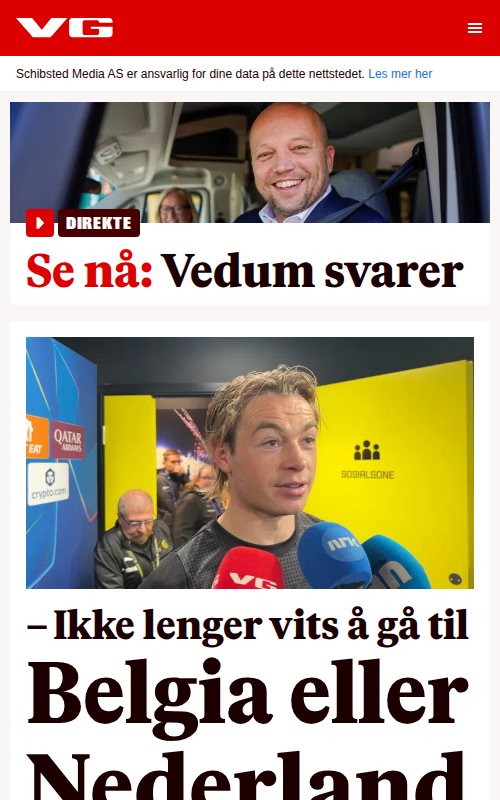 VG
Schibsted Media AS er ansvarlig for dine data på dette nettstedet. Les mer her
DIREKTE
Se nå: Vedum svarer
EAT
QATAR
AIRWAYS
crypto.com
SOSIALSONE
VG
NRK
– Ikke lenger vits å gå til
Belgia eller
Nederland